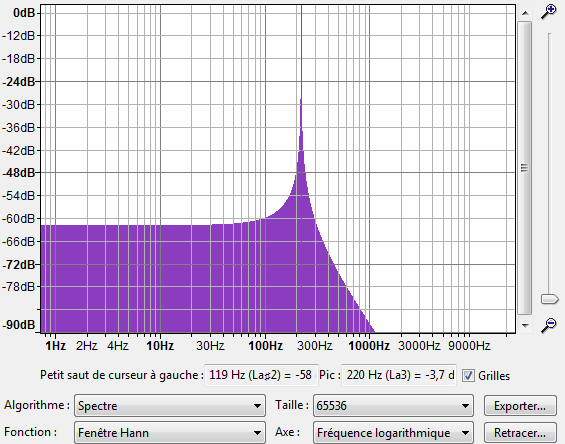 0dB
-12dB
-18dB
-24dB
-30dB
-36dB
-42dB
-48dB
-54dB
-60dB
-66dB
-72dB
-78dB
-90dB
1Hz 2Hz 4Hz 10Hz 30Hz 100Hz 300Hz 1000Hz 3000Hz 9000Hz
Petit saut de curseur à gauche : 119 Hz (La♯2) = -58 Pic : 220 Hz (La3) = -3,7 d Grilles
Algorithme : Spectre Taille : 65536 Exporter...
Fonction : Fenêtre Hann Axe : Fréquence logarithmique Retracer...